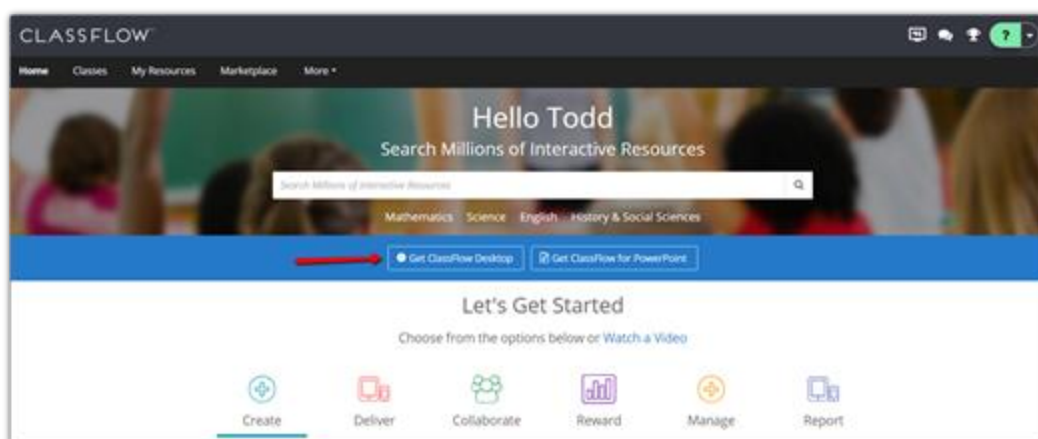 CLASSFLOW
Home Classes My Resources Marketplace More
Hello Todd
Search Millions of Interactive Resources
Search Millions of Interactive Resources
Mathematics Science English History & Social Sciences
Get ClassFlow Desktop Get ClassFlow for PowerPoint
Let's Get Started
Choose from the options below or Watch a Video
Create Deliver Collaborate Reward Manage Report